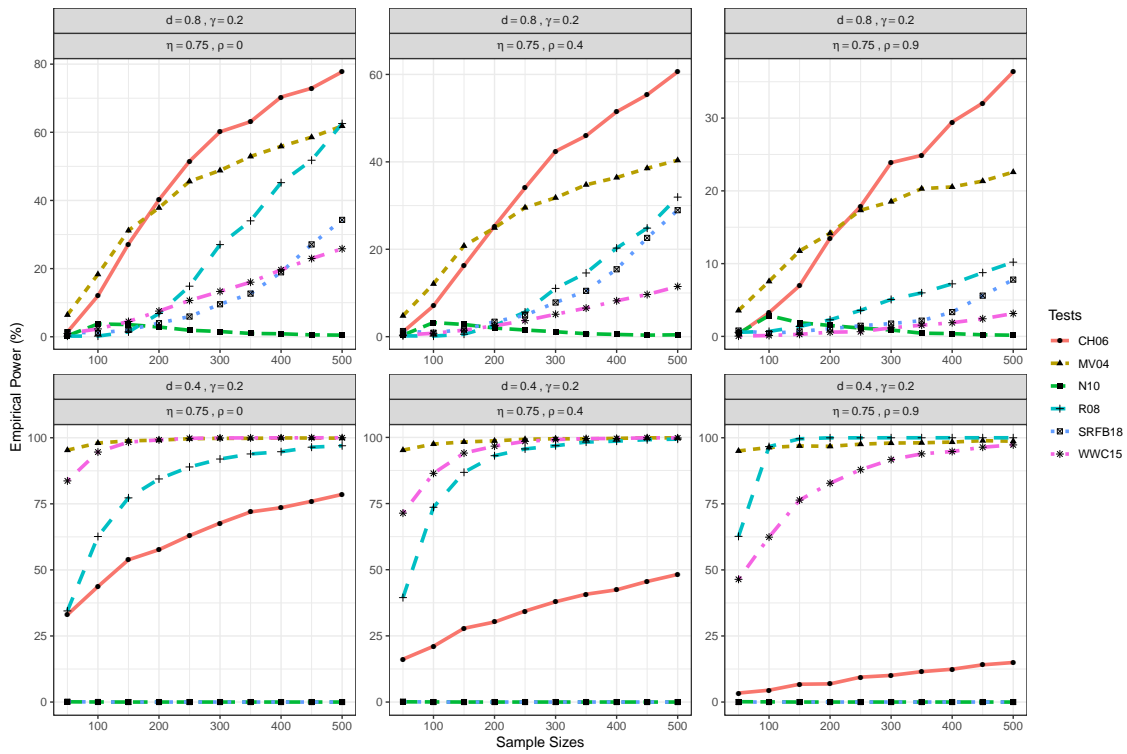 d = 0.8 , γ = 0.2
d = 0.8 , γ = 0.2
d = 0.8 , γ = 0.2
η = 0.75 , ρ = 0
η = 0.75 , ρ = 0.4
η = 0.75 , ρ = 0.9
80
60
40
20
0
60
40
20
0
30
20
10
0
100 200 300 400 500
100 200 300 400 500
100 200 300 400 500
d = 0.4 , γ = 0.2
d = 0.4 , γ = 0.2
d = 0.4 , γ = 0.2
η = 0.75 , ρ = 0
η = 0.75 , ρ = 0.4
η = 0.75 , ρ = 0.9
100
75
50
25
0
100
75
50
25
0
100
75
50
25
0
100 200 300 400 500
100 200 300 400 500
100 200 300 400 500
Empirical Power (%)
Sample Sizes
Tests
CH06
MV04
N10
R08
SRFB18
WWC15